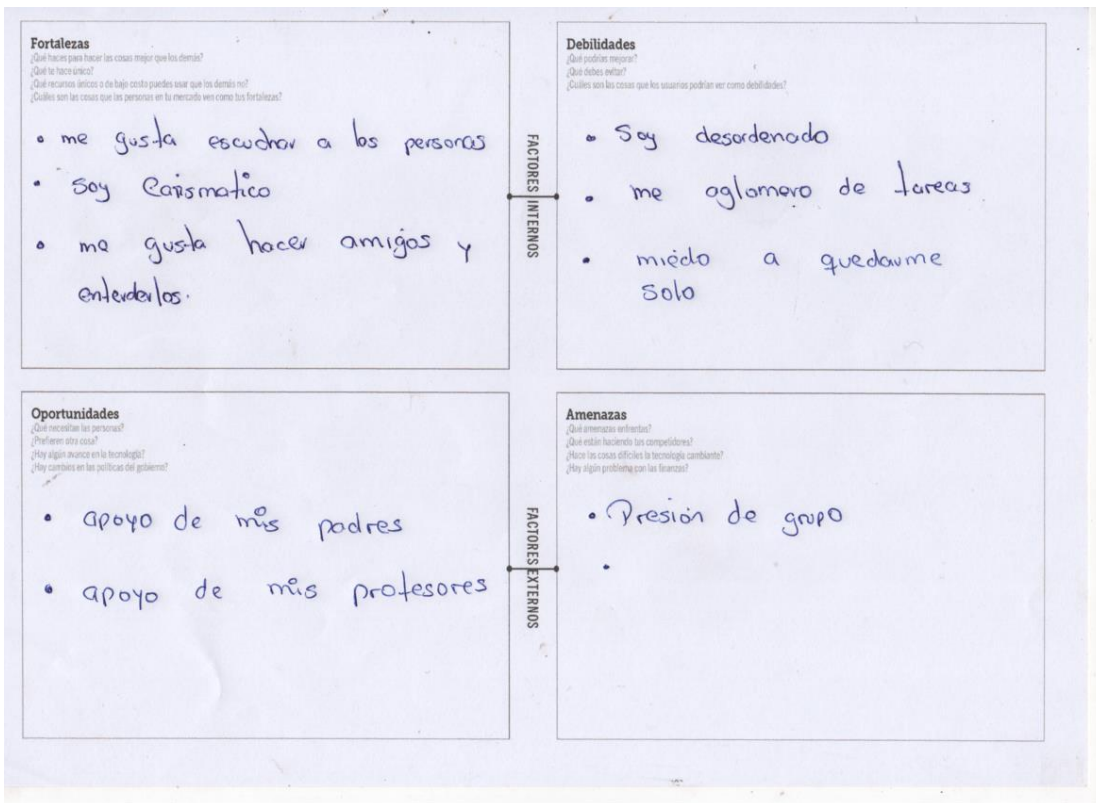 Fortalezas
¿Qué haces para hacer las cosas mejor que los demás?
¿Qué te hace único?
¿Qué recursos únicos o de bajo costo puedes usar que los demás no?
¿Cuáles son las cosas que las personas en tu mercado ven como tus fortalezas?
• me gusta escuchar a las personas
• Soy Carismatico
• me gusta hacer amigos y
entenderlos.
FACTORES INTERNOS
Debilidades
¿Qué podrías mejorar?
¿Qué debes evitar?
¿Cuáles son las cosas que los usuarios podrían ver como debilidades?
• Soy desordenado
• me aglomero de tareas
• miedo a quedarme
solo
Oportunidades
¿Qué necesitan las personas?
¿Prefieren otra cosa?
¿Hay algún avance en la tecnología?
¿Hay cambios en las políticas del gobierno?
• apoyo de mis padres
• apoyo de mis profesores
FACTORES EXTERNOS
Amenazas
¿Qué amenazas enfrentas?
¿Qué están haciendo tus competidores?
¿Hace las cosas difíciles la tecnología cambiante?
¿Hay algún problema con las finanzas?
• Presión de grupo
•